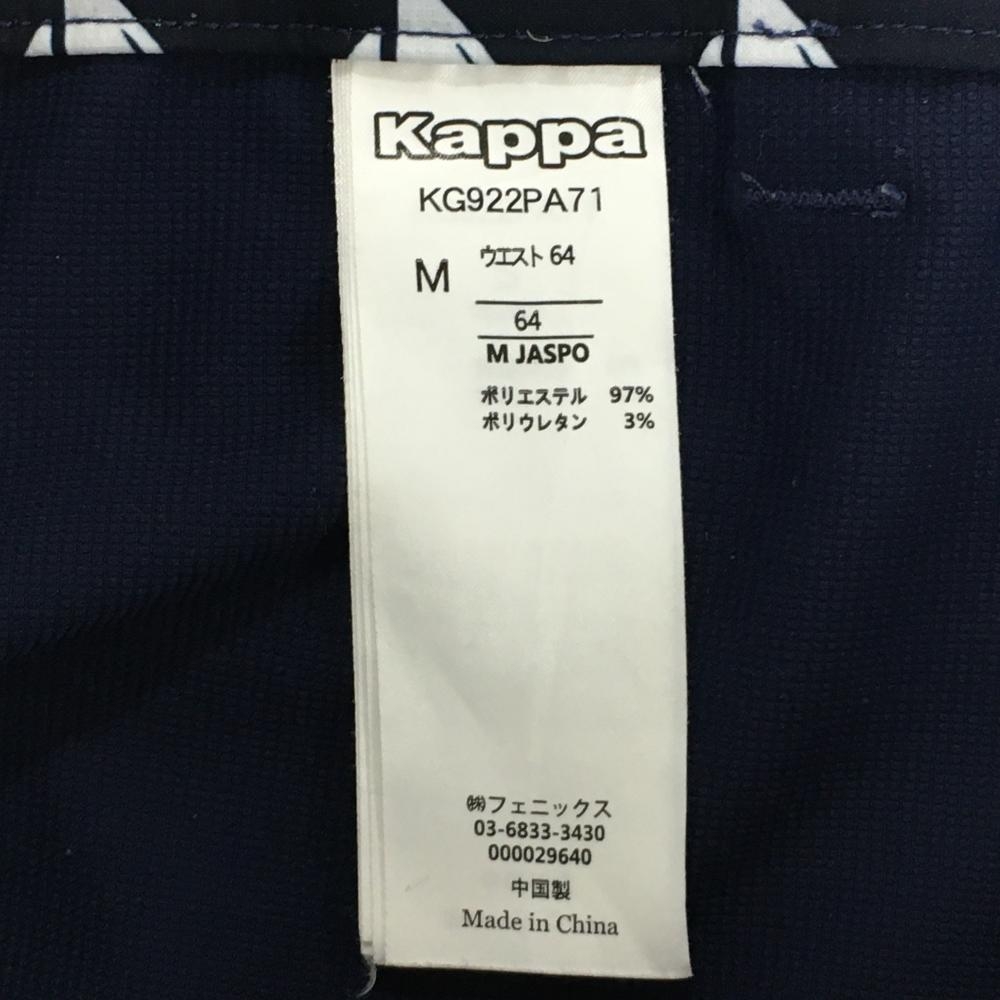 Kappa
KG922PA71
M
ウエスト 64
64
M JASPO
ポリエステル 97%
ポリウレタン 3%
㈱フェニックス
03-6833-3430
000029640
中国製
Made in China